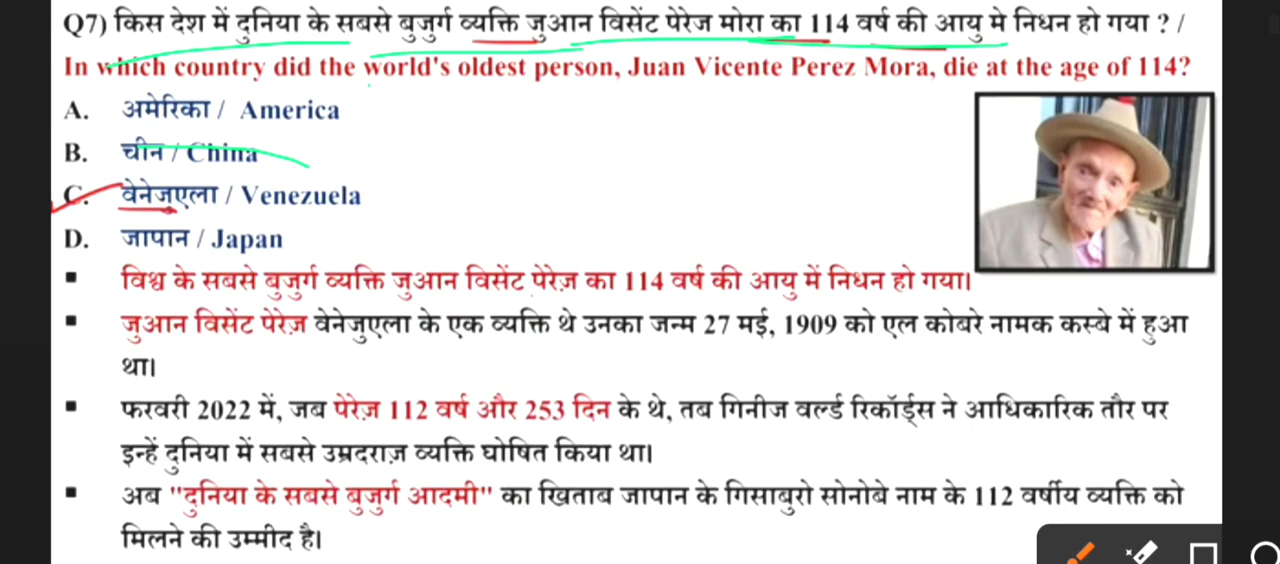 Q7) किस देश में दुनिया के सबसे बुजुर्ग व्यक्ति जुआन विसेंट पेरेज मोरा का 114 वर्ष की आयु मे निधन हो गया ? /
In which country did the world's oldest person, Juan Vicente Perez Mora, die at the age of 114?
A. अमेरिका / America
B. चीन / China
C. वेनेजुएला / Venezuela
D. जापान / Japan
▪ विश्व के सबसे बुजुर्ग व्यक्ति जुआन विसेंट पेरेज़ का 114 वर्ष की आयु में निधन हो गया।
▪ जुआन विसेंट पेरेज़ वेनेजुएला के एक व्यक्ति थे उनका जन्म 27 मई, 1909 को एल कोबरे नामक कस्बे में हुआ
था।
▪ फरवरी 2022 में, जब पेरेज़ 112 वर्ष और 253 दिन के थे, तब गिनीज वर्ल्ड रिकॉर्ड्स ने आधिकारिक तौर पर
इन्हें दुनिया में सबसे उम्रदराज़ व्यक्ति घोषित किया था।
▪ अब "दुनिया के सबसे बुजुर्ग आदमी" का खिताब जापान के गिसाबुरो सोनोबे नाम के 112 वर्षीय व्यक्ति को
मिलने की उम्मीद है।